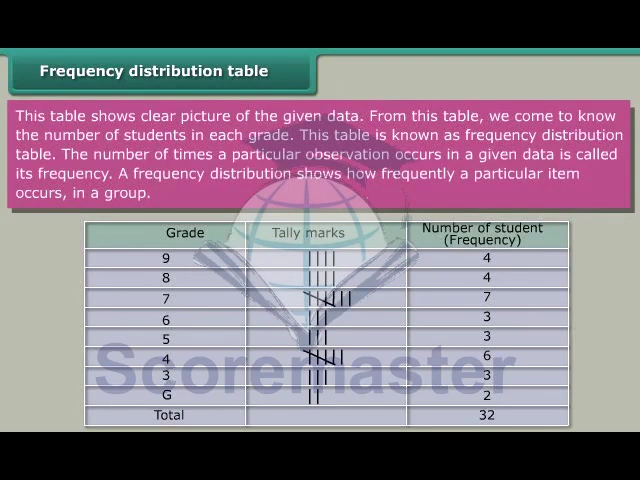 Frequency distribution table
This table shows clear picture of the given data. From this table, we come to know
the number of students in each grade. This table is known as frequency distribution
table. The number of times a particular observation occurs in a given data is called
its frequency. A frequency distribution shows how frequently a particular item
occurs, in a group.
Grade Tally marks Number of student
(Frequency)
9 |||| 4
8 |||| 4
7 7
6 ||| 3
5 ||| 3
4 6
3 ||| 3
G || 2
Total 32
Scoremaster